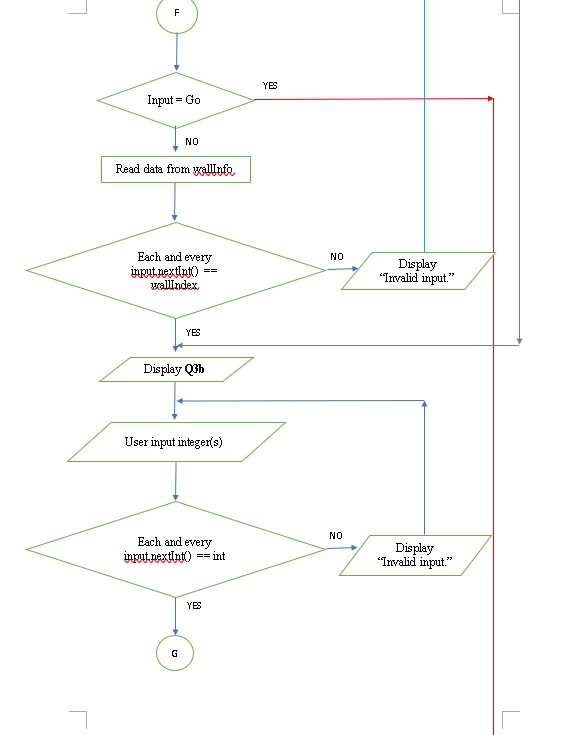 F
YES
Input = Go
NO
Read data from wallInfo.
Each and every
input.nextInt() ==
wallIndex.
NO
Display
“Invalid input.”
YES
Display Q3b
User input integer(s)
Each and every
input.nextInt() == int
NO
Display
“Invalid input.”
YES
G